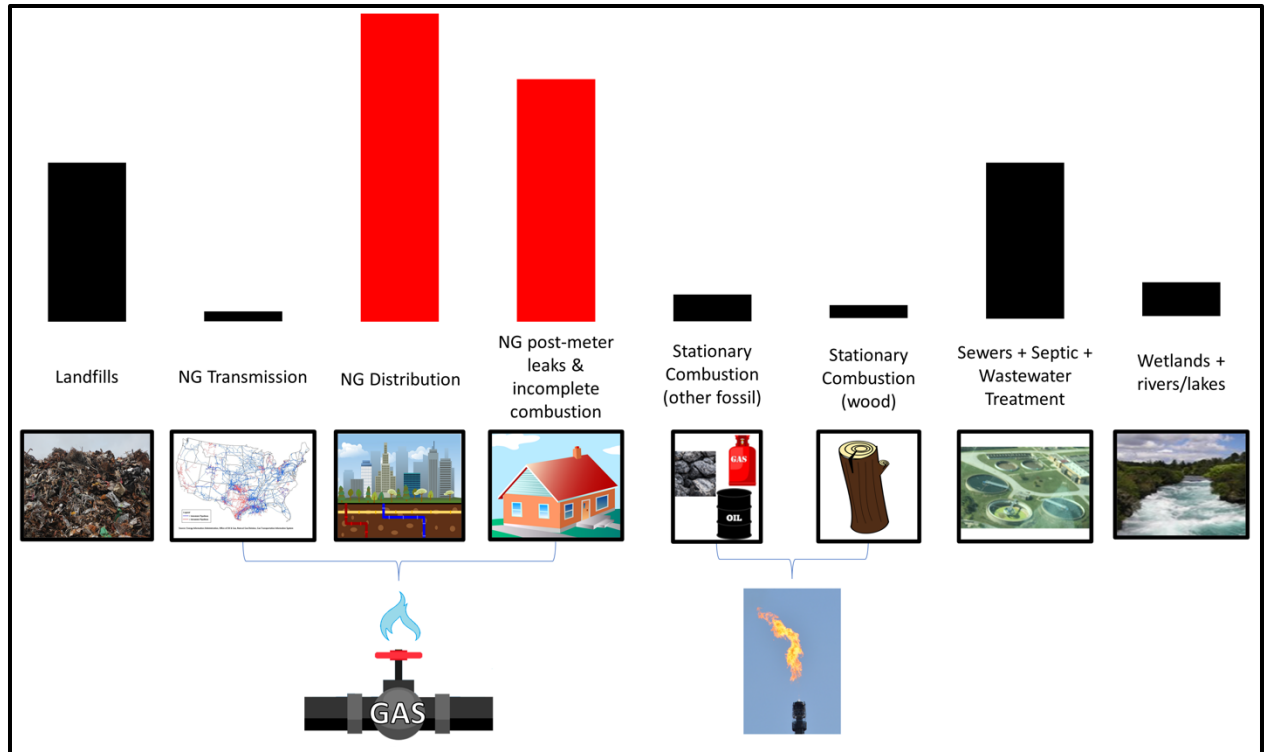 Landfills
NG Transmission
NG Distribution
NG post-meter
leaks &
incomplete
combustion
Stationary
Combustion
(other fossil)
Stationary
Combustion
(wood)
Sewers + Septic +
Wastewater
Treatment
Wetlands +
rivers/lakes
GAS
OIL
GAS